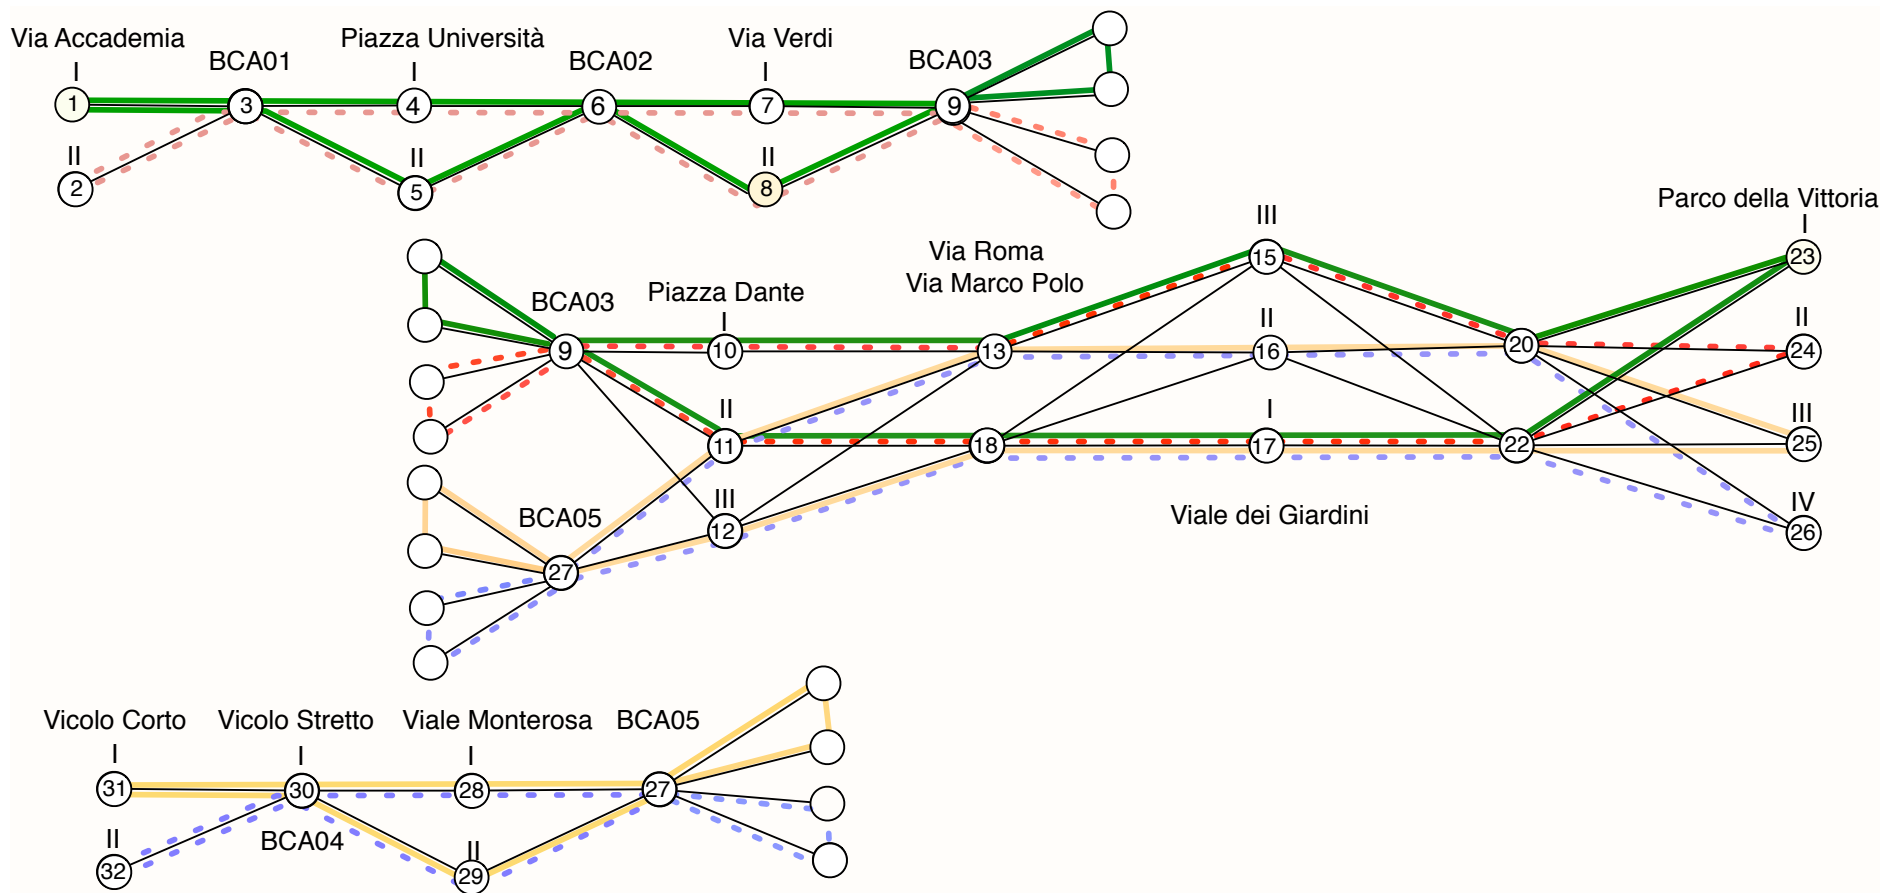 Via Accademia
I
BCA01
Piazza Università
I
BCA02
Via Verdi
I
BCA03
1
3
4
6
7
9
II
2
II
5
II
8
Parco della Vittoria
I
23
III
15
Via Roma
Via Marco Polo
BCA03
Piazza Dante
I
9
10
13
II
16
20
II
24
II
11
18
I
17
22
III
25
BCA05
27
III
12
Viale dei Giardini
IV
26
Vicolo Corto
I
Vicolo Stretto
I
Viale Monterosa
I
BCA05
31
30
28
27
II
32
BCA04
II
29